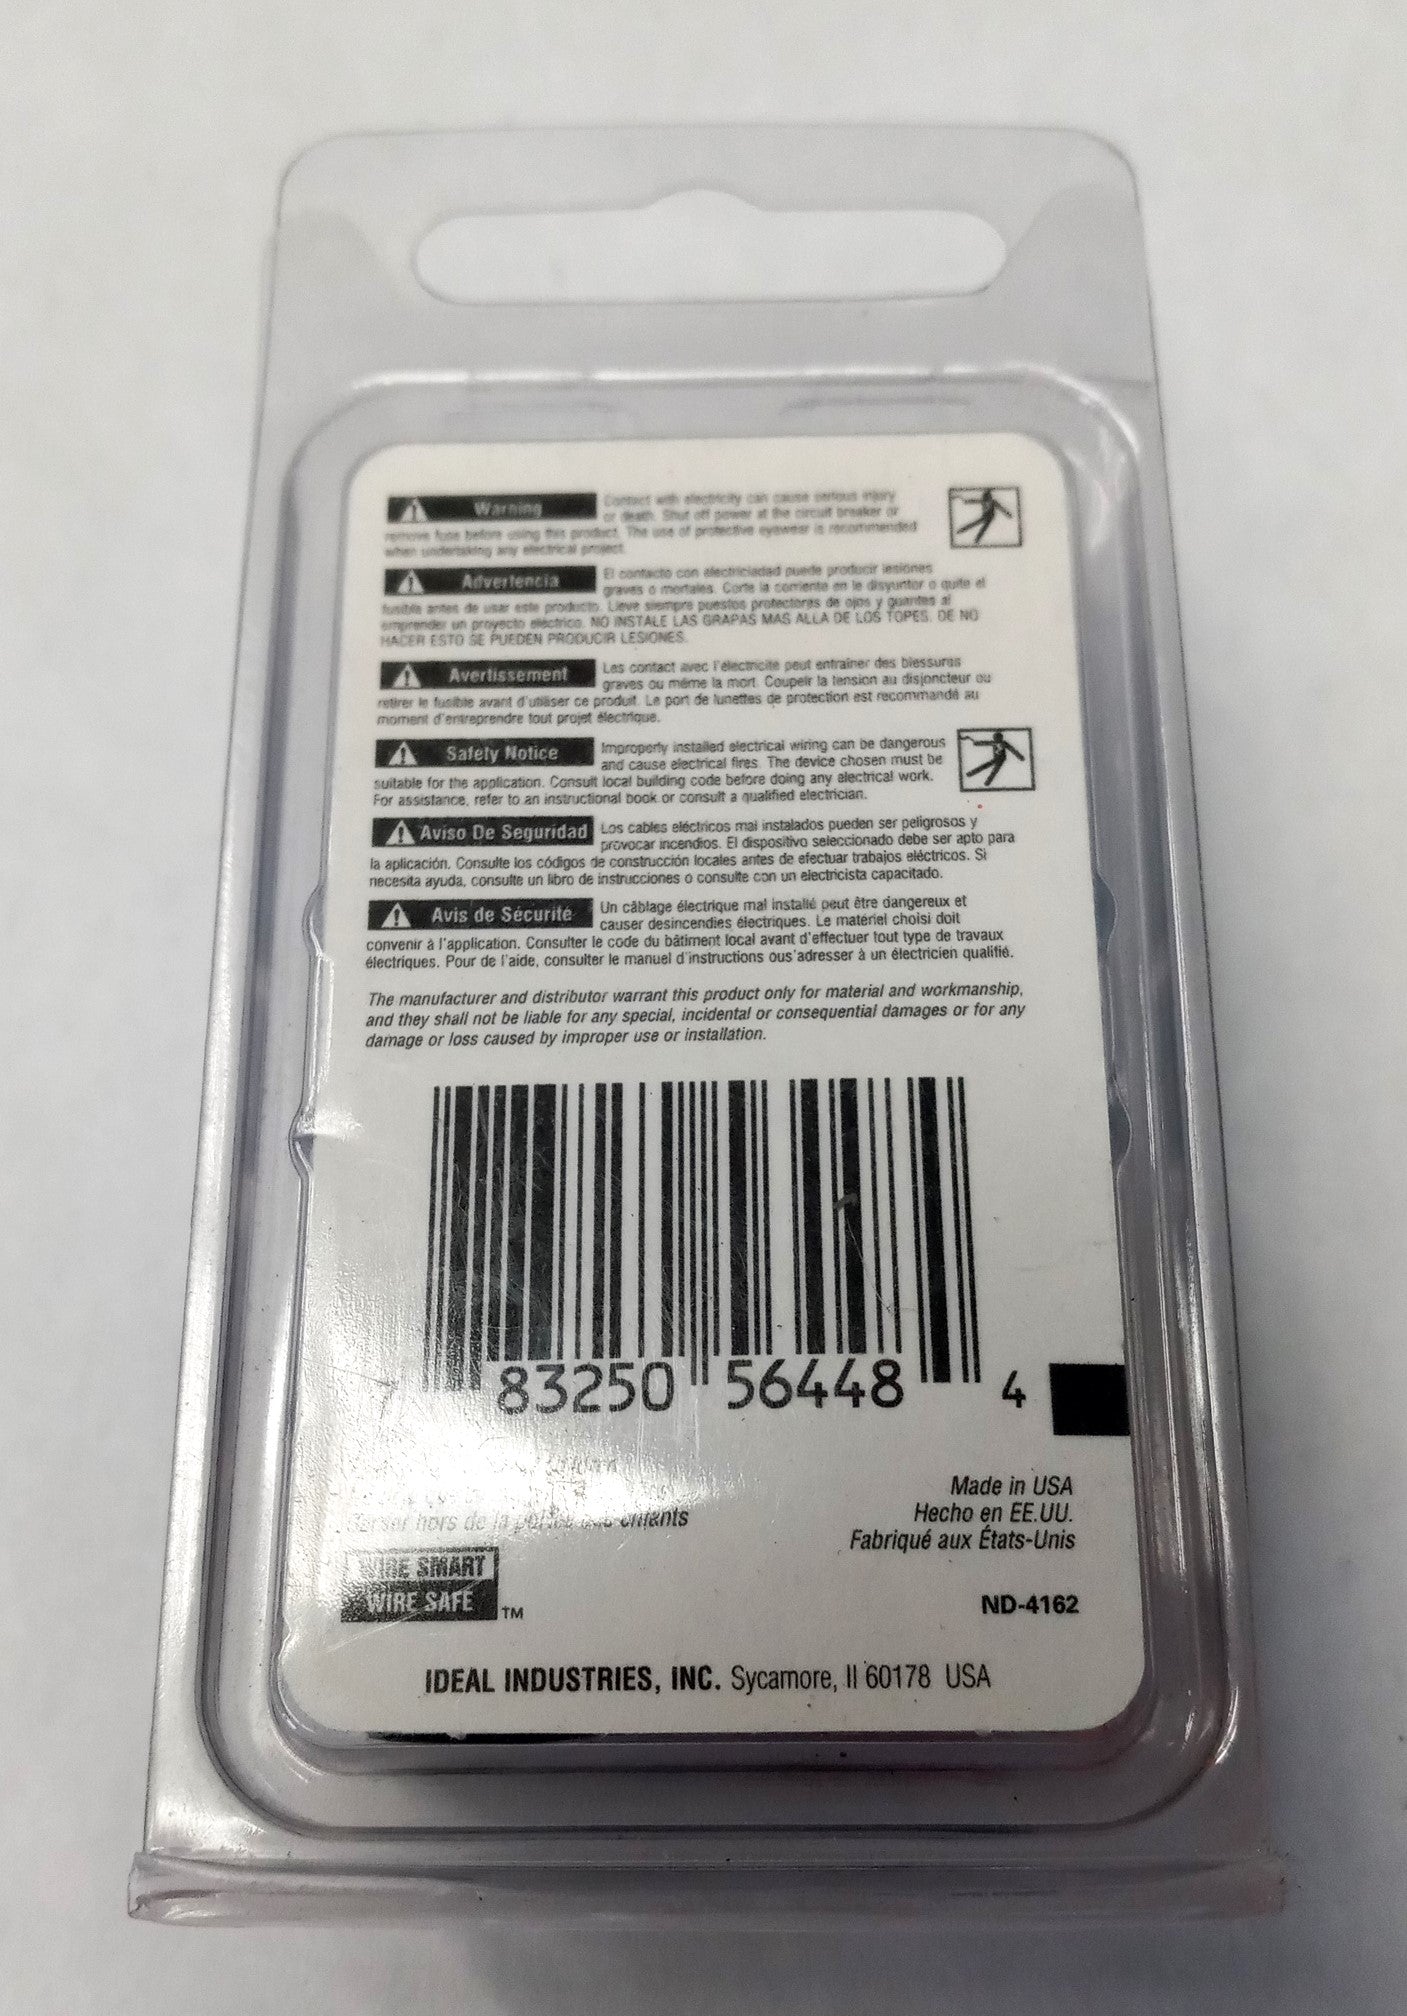 Warning Contact with electricity can cause serious injury
or death. Shut off power at the circuit breaker or
remove fuse before using this product. The use of protective eyewear is recommended
when undertaking any electrical project.
Advertencia El contacto con electriciadad puede producir lesiones
graves o mortales. Corte la corriente en le disyuntor o quite el
fusible antes de usar este producto. Lleve siempre puestos protectoras de ojos y guantes al
emprender un proyecto eléctrico. NO INSTALE LAS GRAPAS MAS ALLA DE LOS TOPES. DE NO
HACER ESTO SE PUEDEN PRODUCIR LESIONES.
Avertissement Les contact avec l'électricité peut entraîner des blessures
graves ou même la mort. Coupeir la tension au disjoncteur ou
retirer le fusible avant d'utiliser ce produit. Le port de lunettes de protection est recommandé au
moment d'entreprendre tout projet électrique.
Safety Notice Improperly installed electrical wiring can be dangerous
and cause electrical fires. The device chosen must be
suitable for the application. Consult local building code before doing any electrical work.
For assistance, refer to an instructional book or consult a qualified electrician.
Aviso De Seguridad Los cables eléctricos mal instalados pueden ser peligrosos y
provocar incendios. El dispositivo seleccionado debe ser apto para
la aplicación. Consulte los códigos de construcción locales antes de efectuar trabajos eléctricos. Si
necesita ayuda, consulte un libro de instrucciones o consulte con un electricista capacitado.
Avis de Sécurité Un câblage électrique mal installé peut être dangereux et
causer desincendies électriques. Le matériel choisi doit
convenir à l'application. Consulter le code du bâtiment local avant d'effectuer tout type de travaux
électriques. Pour de l'aide, consulter le manuel d'instructions ous'adresser à un électricien qualifié.
The manufacturer and distributor warrant this product only for material and workmanship,
and they shall not be liable for any special, incidental or consequential damages or for any
damage or loss caused by improper use or installation.
7 83250 56448 4
hors de la enfants
Made in USA
Hecho en EE.UU.
Fabriqué aux États-Unis
WIRE SMART
WIRE SAFE TM
ND-4162
IDEAL INDUSTRIES, INC. Sycamore, Il 60178 USA